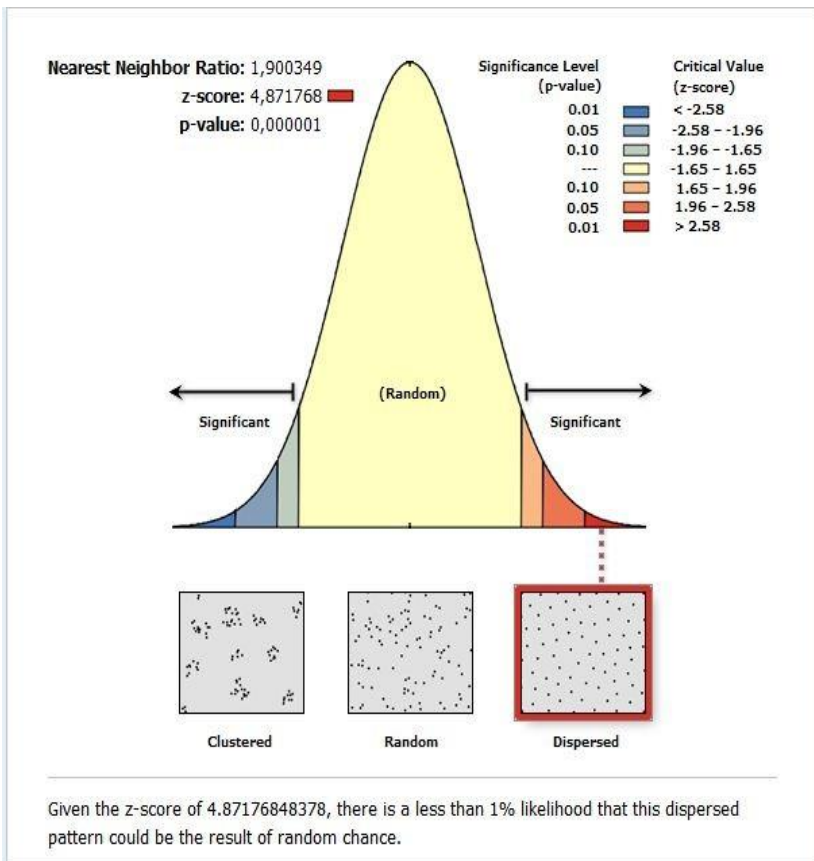 Nearest Neighbor Ratio: 1,900349
z-score: 4,871768
p-value: 0,000001
Significance Level
(p-value)
Critical Value
(z-score)
0.01 < -2.58
0.05 -2.58 – -1.96
0.10 -1.96 – -1.65
--- -1.65 – 1.65
0.10 1.65 – 1.96
0.05 1.96 – 2.58
0.01 > 2.58
(Random)
Significant
Significant
Clustered
Random
Dispersed
Given the z-score of 4.87176848378, there is a less than 1% likelihood that this dispersed
pattern could be the result of random chance.